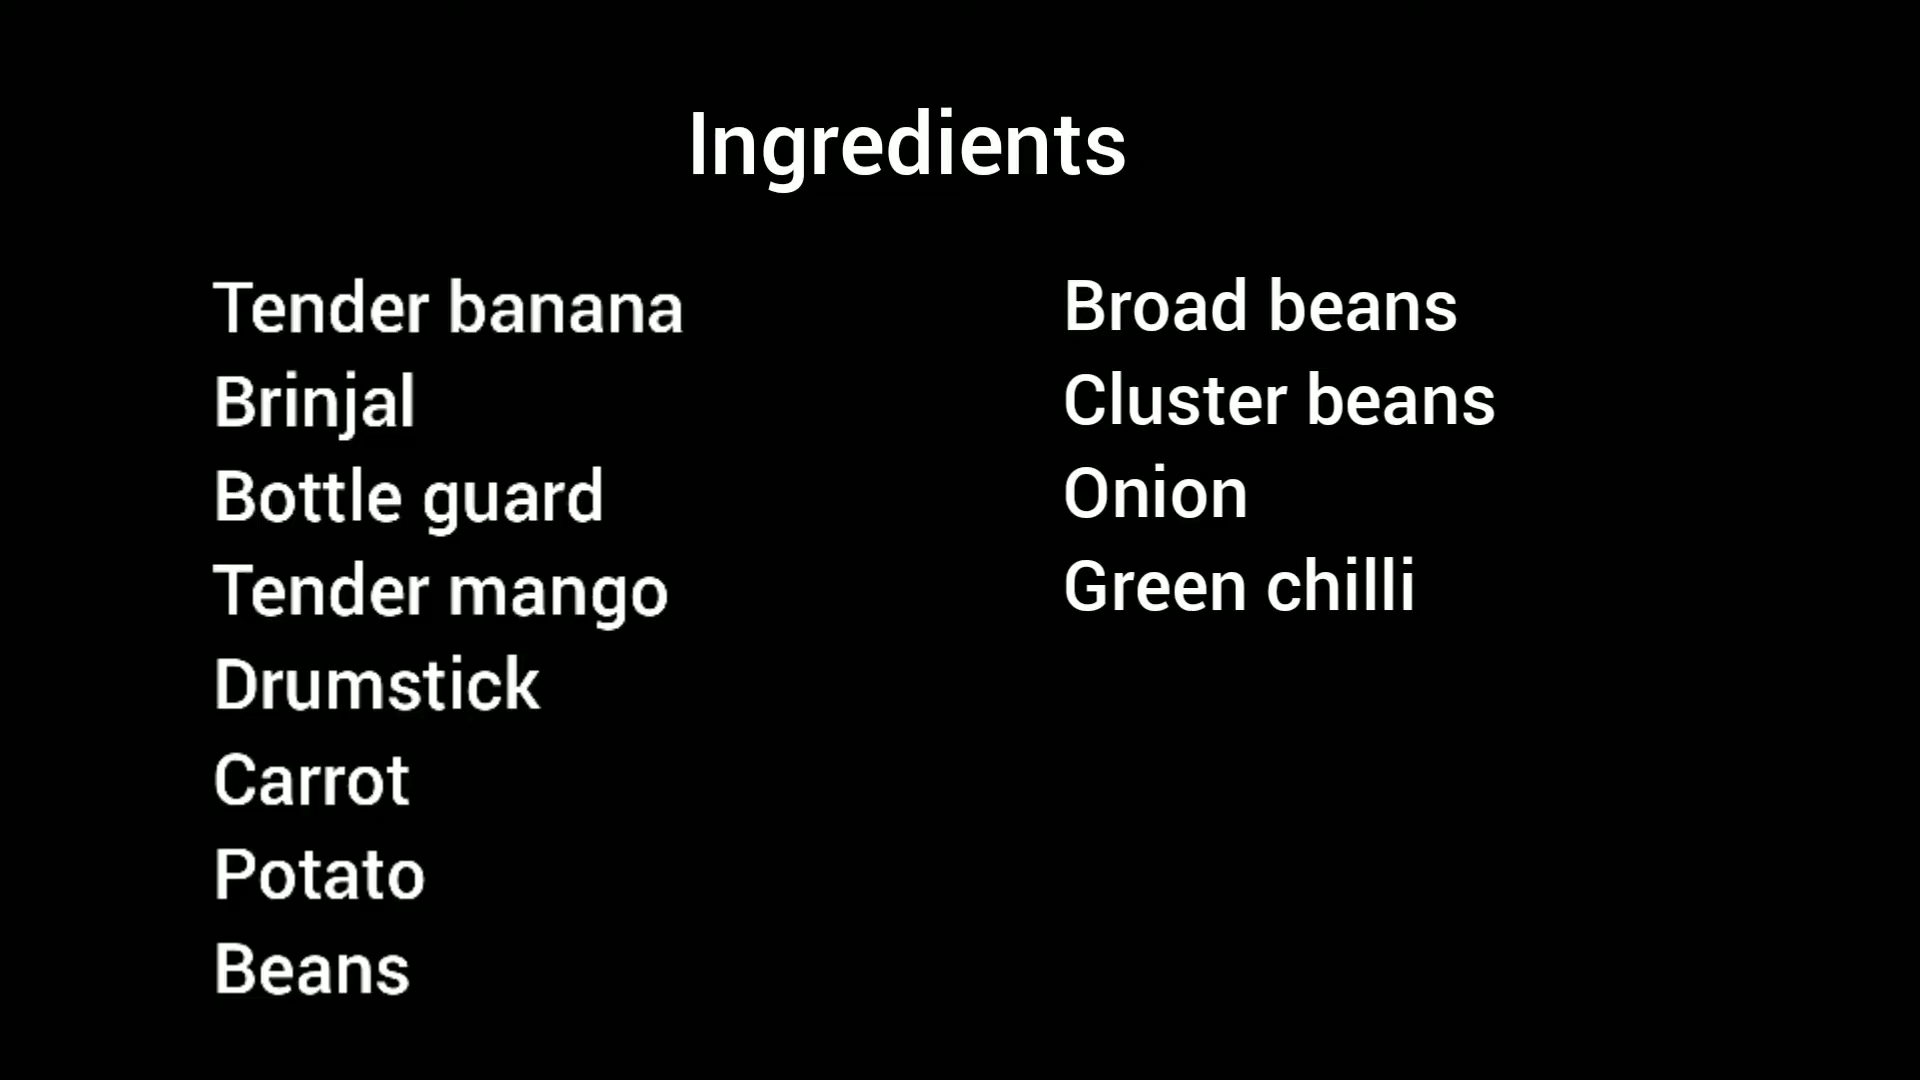 Ingredients
Tender banana
Brinjal
Bottle guard
Tender mango
Drumstick
Carrot
Potato
Beans
Broad beans
Cluster beans
Onion
Green chilli